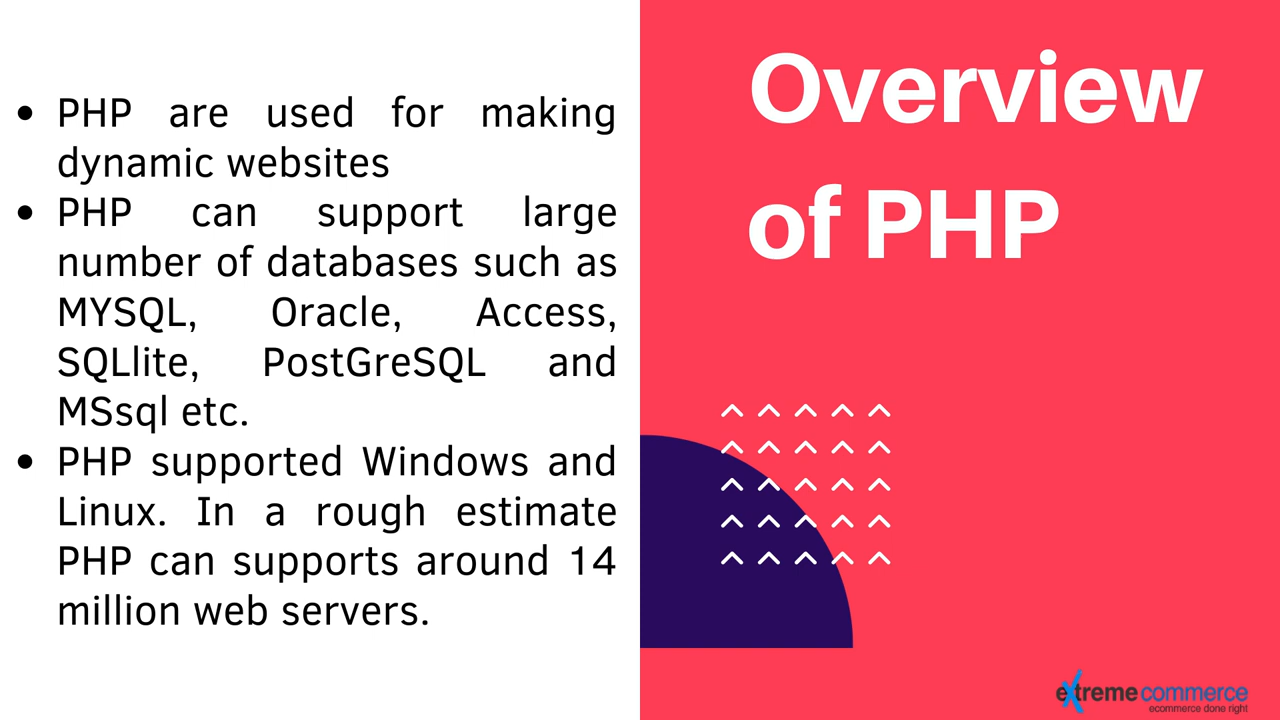 • PHP are used for making
dynamic websites
• PHP can support large
number of databases such as
MYSQL, Oracle, Access,
SQLlite, PostGreSQL and
MSsql etc.
• PHP supported Windows and
Linux. In a rough estimate
PHP can supports around 14
million web servers.
Overview
of PHP
extreme commerce
ecommerce done right